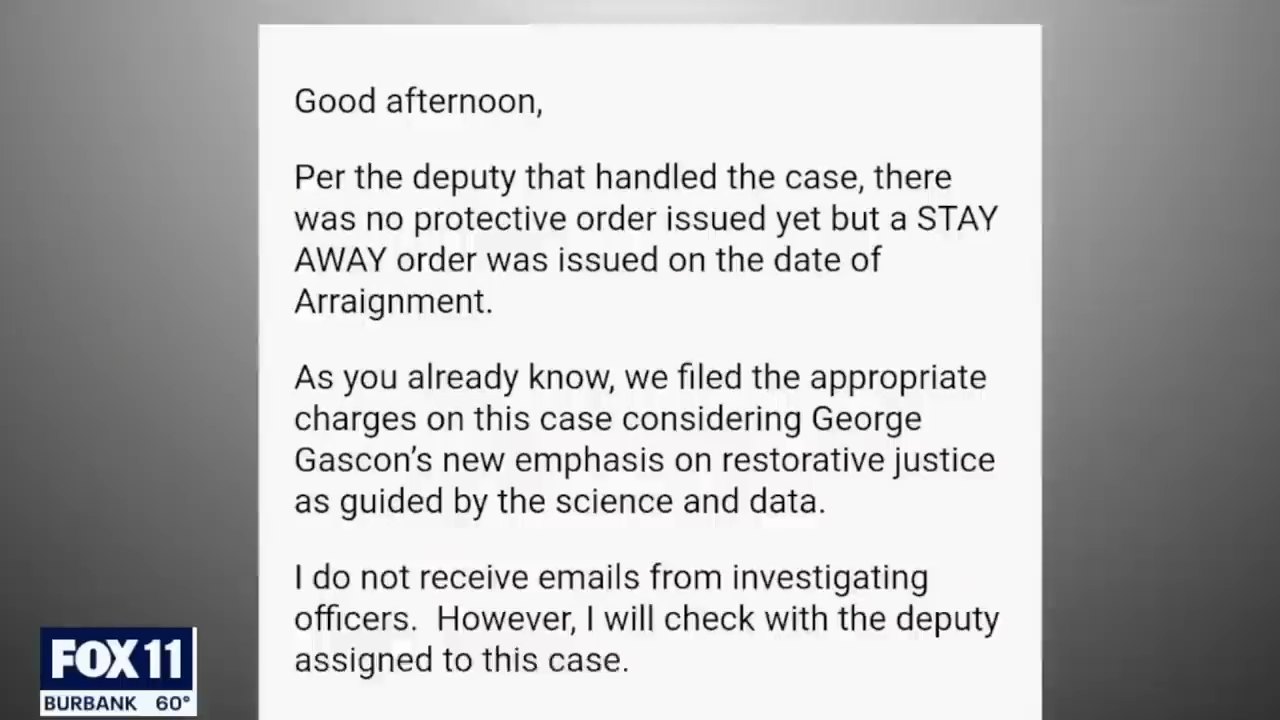 Good afternoon,
Per the deputy that handled the case, there
was no protective order issued yet but a STAY
AWAY order was issued on the date of
Arraignment.
As you already know, we filed the appropriate
charges on this case considering George
Gascon’s new emphasis on restorative justice
as guided by the science and data.
I do not receive emails from investigating
officers.  However, I will check with the deputy
assigned to this case.
FOX 11
BURBANK 60°